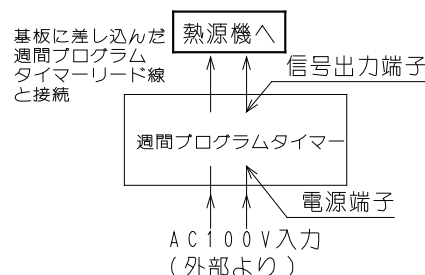 熱源機へ
基板に差し込んだ
週間プログラム
タイマーリード線
と接続
信号出力端子
週間プログラムタイマー
電源端子
AC100V入力
(外部より)